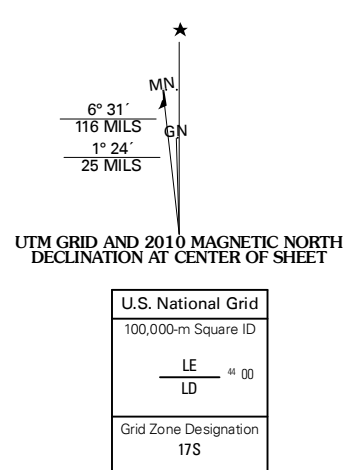 MN.
6° 31´
116 MILS
GN
1° 24´
25 MILS
UTM GRID AND 2010 MAGNETIC NORTH
DECLINATION AT CENTER OF SHEET
U.S. National Grid
100,000-m Square ID
LE
44 00
LD
Grid Zone Designation
17S